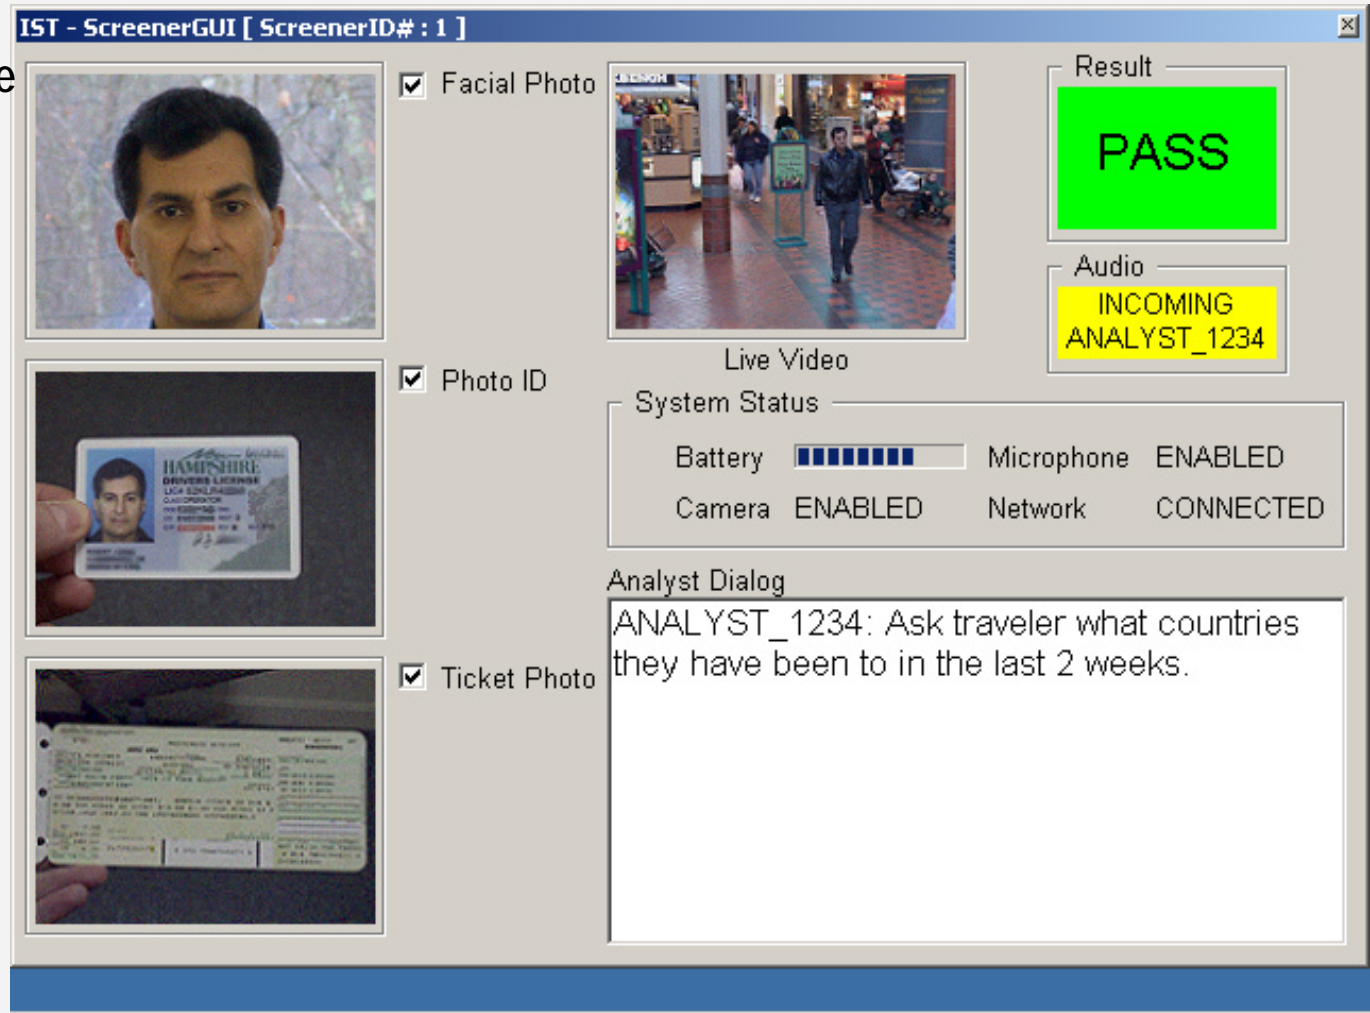 IST - ScreenerGUI [ ScreenerID# : 1 ]
e
Facial Photo
Live Video
Result
PASS
Audio
INCOMING
ANALYST_1234
Photo ID
HAMPSHIRE
DRIVERS LICENSE
System Status
Battery
Microphone ENABLED
Camera ENABLED
Network CONNECTED
Ticket Photo
Analyst Dialog
ANALYST_1234: Ask traveler what countries
they have been to in the last 2 weeks.